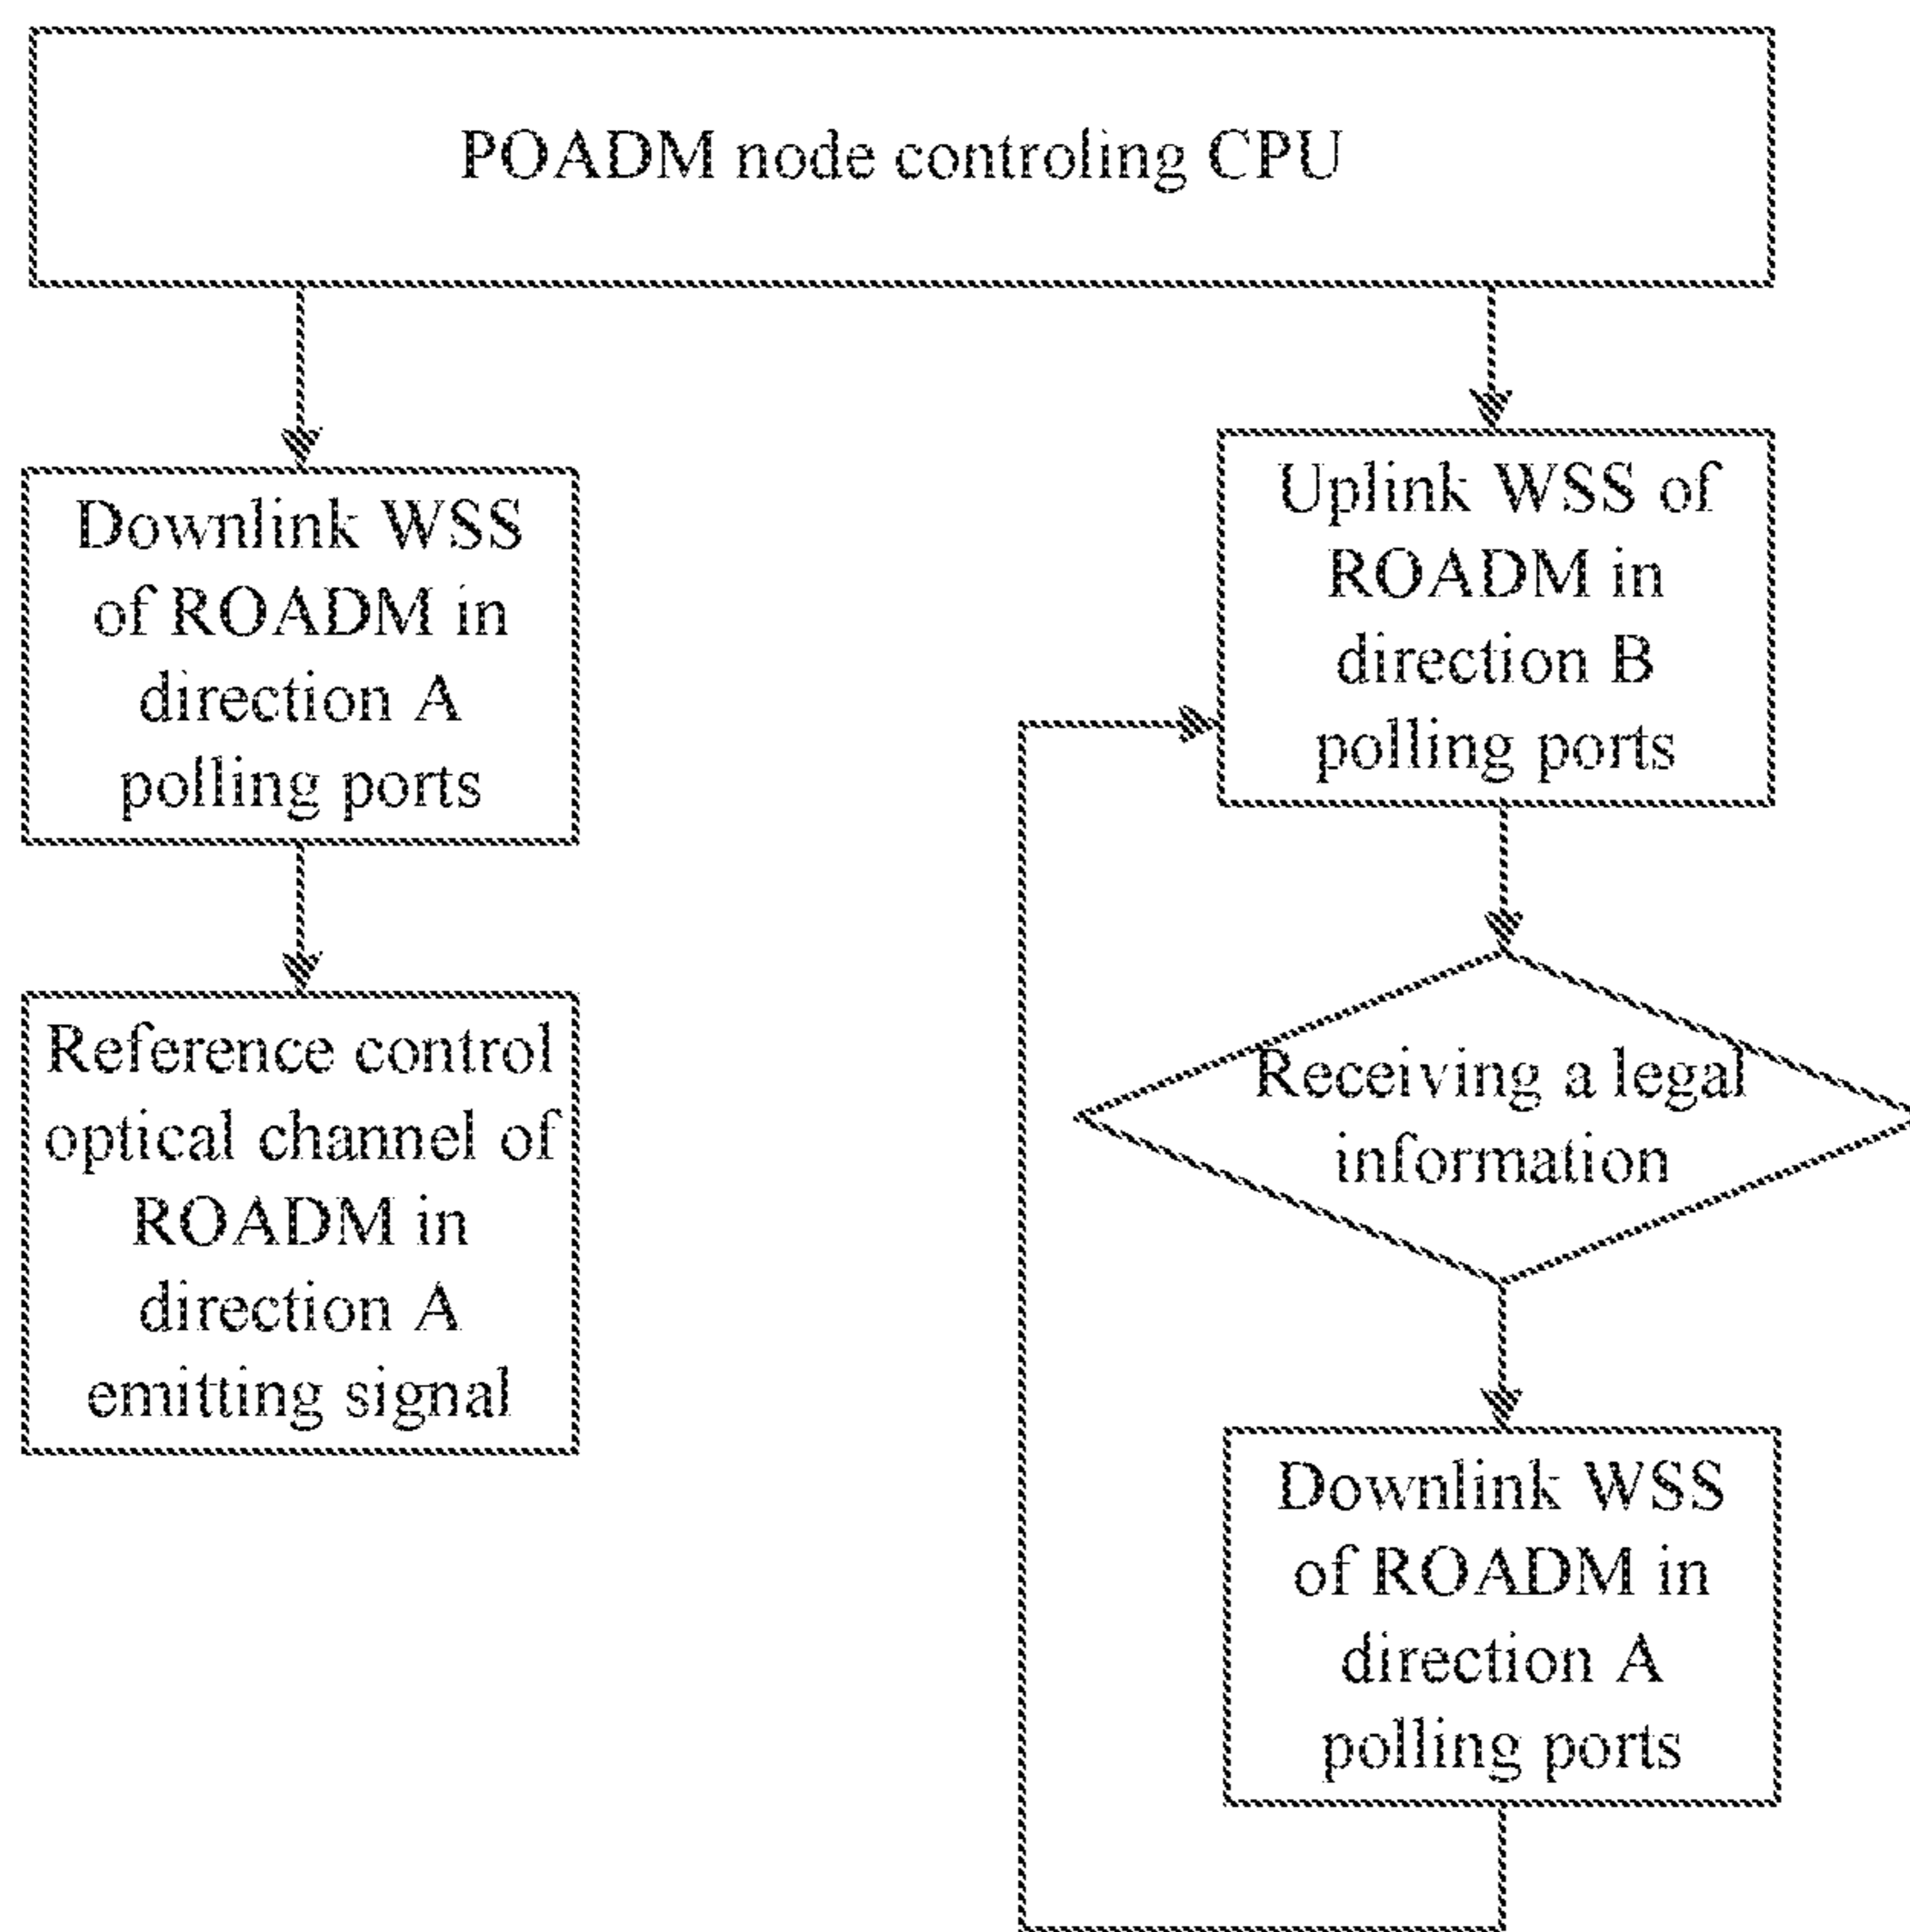 POADM node controling CPU
Downlink WSS
of ROADM in
direction A
polling ports
Reference control
optical channel of
ROADM in
direction A
emitting signal
Uplink WSS of
ROADM in
direction B
polling ports
Receiving a legal
information
Downlink WSS
of ROADM in
direction A
polling ports